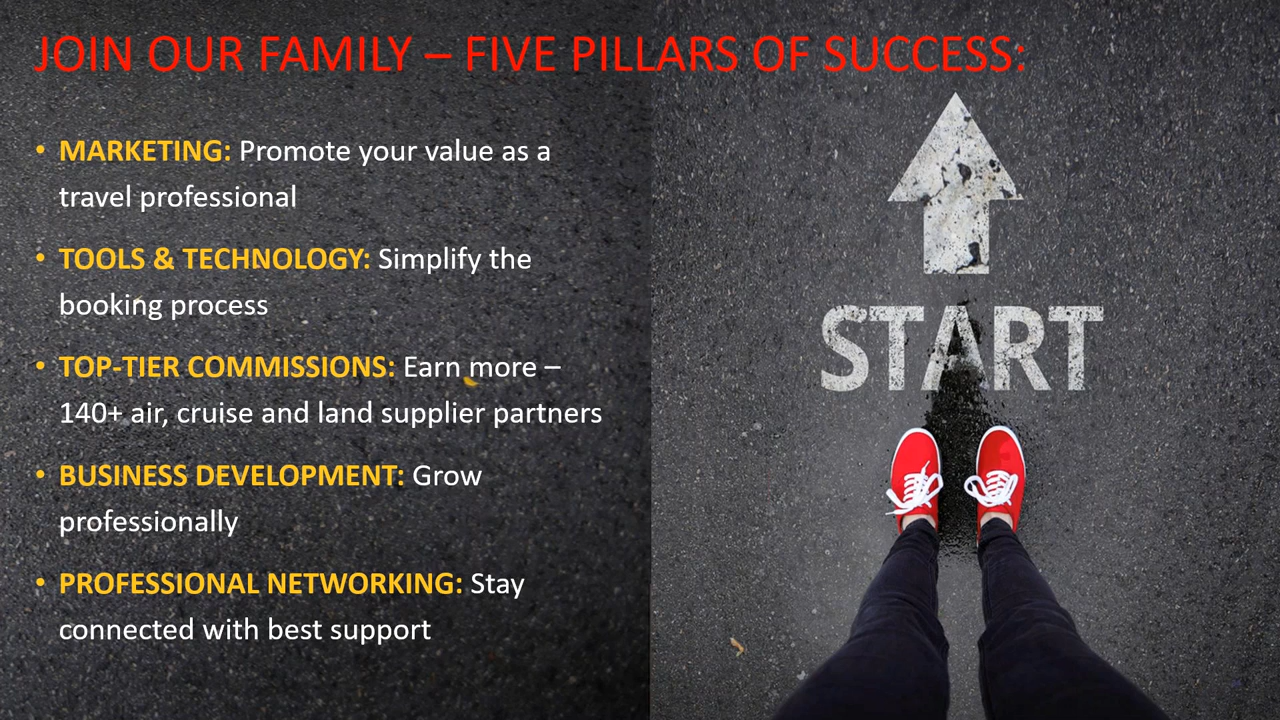 JOIN OUR FAMILY – FIVE PILLARS OF SUCCESS:
• MARKETING: Promote your value as a
travel professional
• TOOLS & TECHNOLOGY: Simplify the
booking process
• TOP-TIER COMMISSIONS: Earn more –
140+ air, cruise and land supplier partners
• BUSINESS DEVELOPMENT: Grow
professionally
• PROFESSIONAL NETWORKING: Stay
connected with best support
START